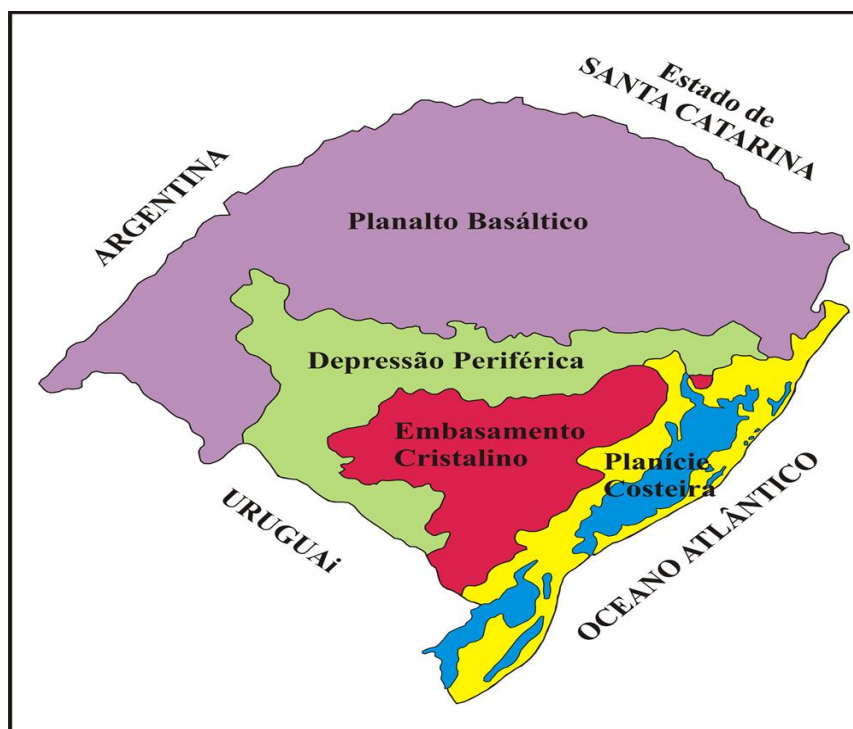 Estado de
SANTA CATARINA
ARGENTINA
Planalto Basáltico
Depressão Periférica
Embasamento
Cristalino
Planície
Costeira
URUGUAi
OCEANO ATLÂNTICO